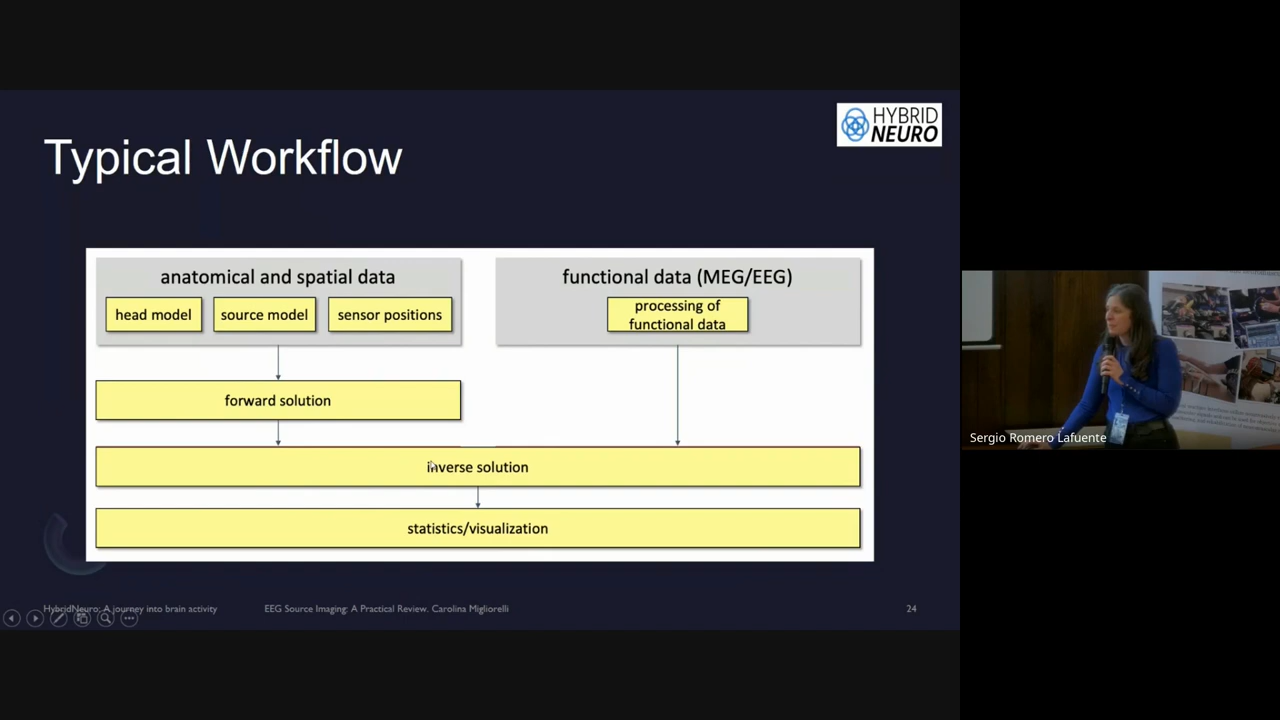 HYBRID
NEURO
Typical Workflow
anatomical and spatial data
head model
source model
sensor positions
functional data (MEG/EEG)
processing of
functional data
forward solution
inverse solution
statistics/visualization
HybridNeuro: A journey into brain activity
EEG Source Imaging: A Practical Review. Carolina Migliorelli
24
Sergio Romero Lafuente